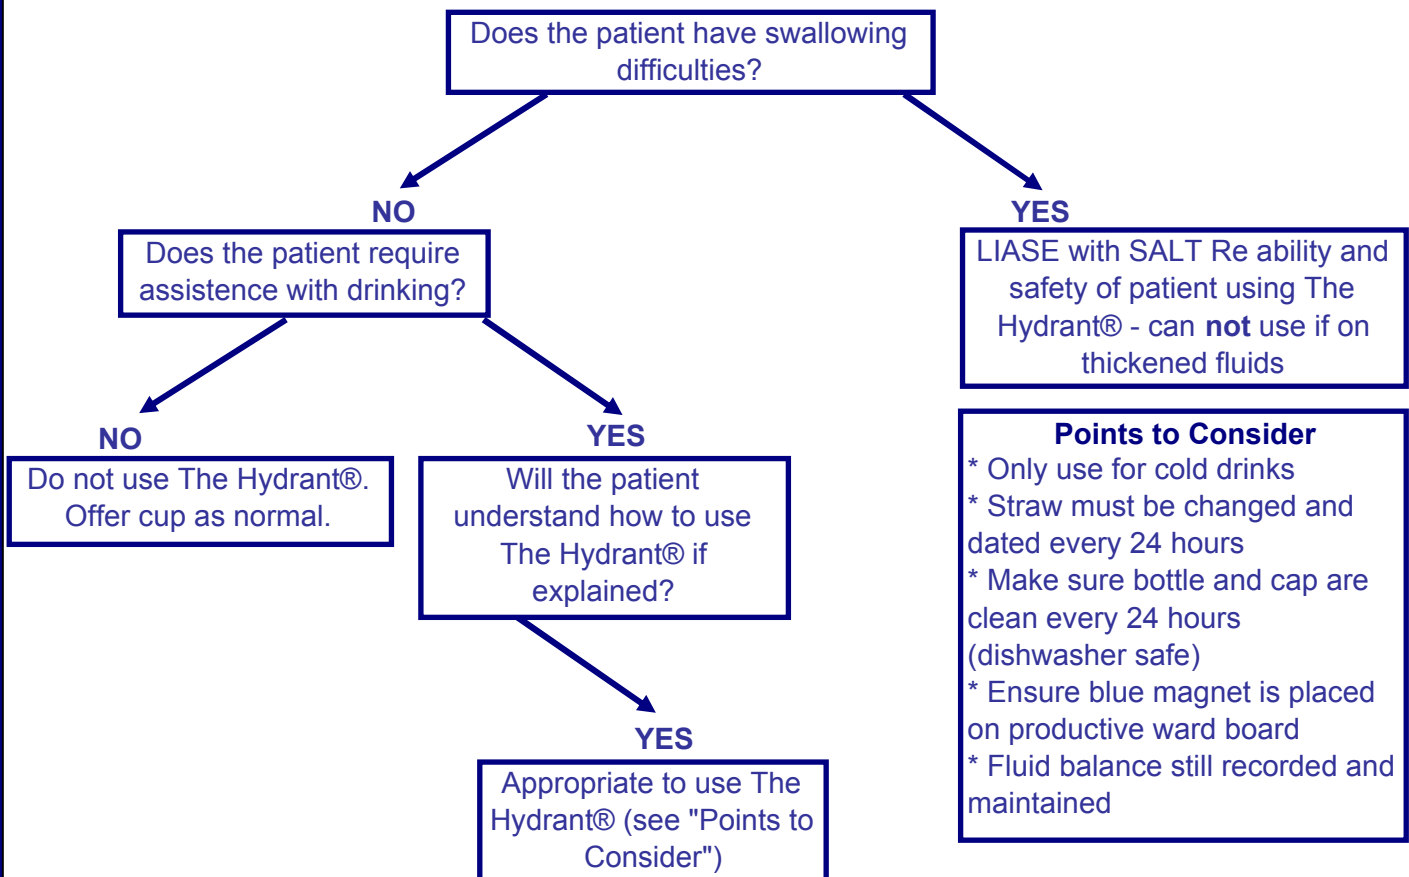 Does the patient have swallowing
difficulties?
NO
YES
Does the patient require
assistence with drinking?
LIASE with SALT Re ability and
safety of patient using The
Hydrant® - can not use if on
thickened fluids
NO
YES
Do not use The Hydrant®.
Offer cup as normal.
Will the patient
understand how to use
The Hydrant® if
explained?
Points to Consider
* Only use for cold drinks
* Straw must be changed and
dated every 24 hours
* Make sure bottle and cap are
clean every 24 hours
(dishwasher safe)
* Ensure blue magnet is placed
on productive ward board
* Fluid balance still recorded and
maintained
YES
Appropriate to use The
Hydrant® (see "Points to
Consider")